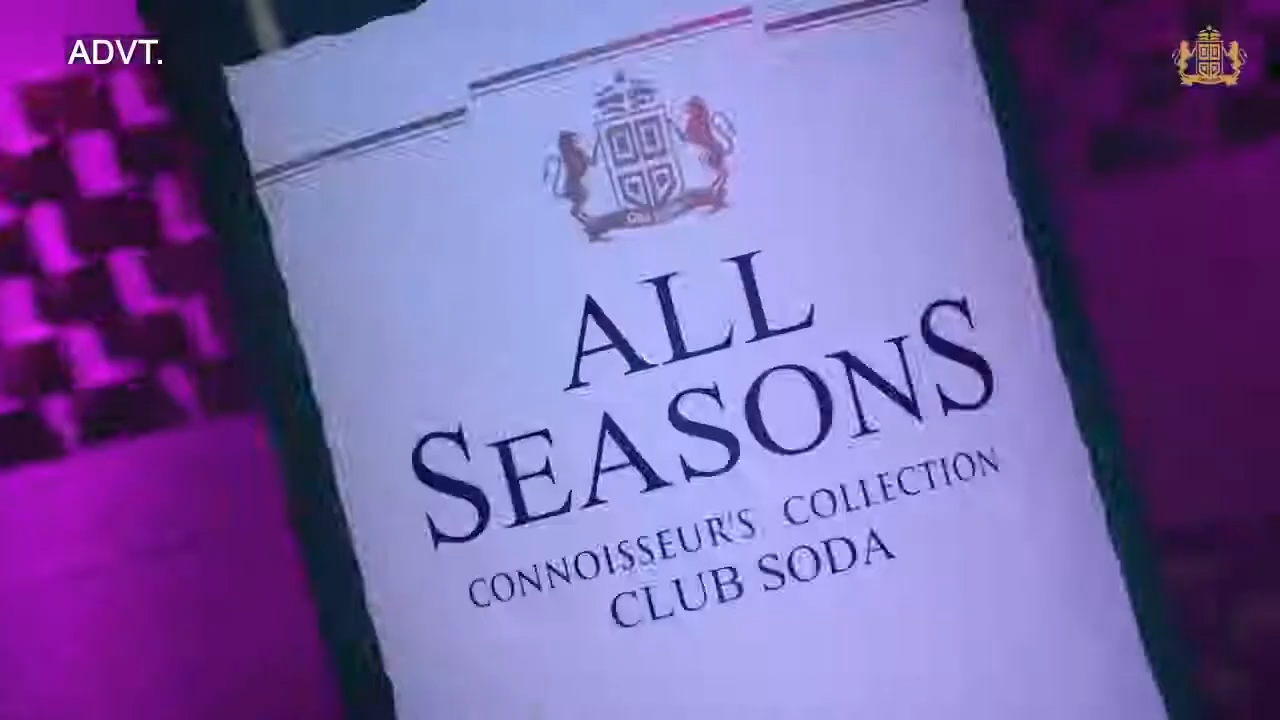 ADVT.
ALL
SEASONS
CONNOISSEUR'S COLLECTION
CLUB SODA